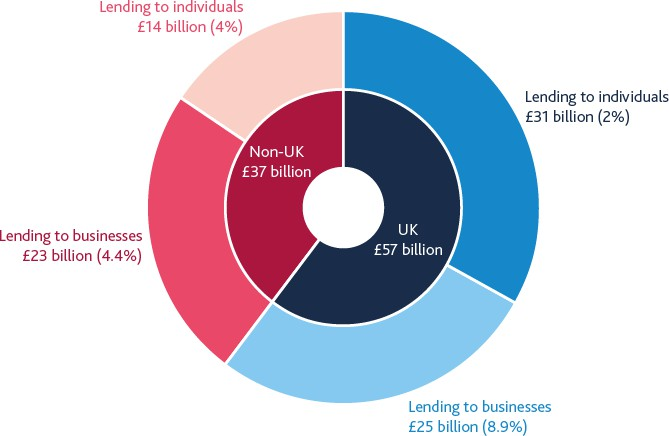 Lending to individuals
£14 billion (4%)
Lending to individuals
£31 billion (2%)
Non-UK
£37 billion
UK
£57 billion
Lending to businesses
£23 billion (4.4%)
Lending to businesses
£25 billion (8.9%)